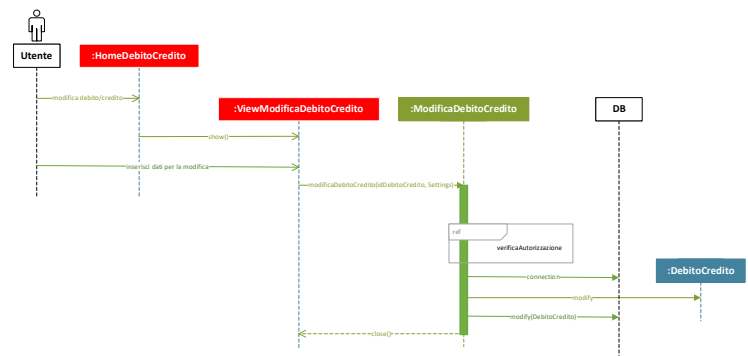 Utente
:HomeDebitoCredito
modifica debito/credito
:ViewModificaDebitoCredito
:ModificaDebitoCredito
DB
show()
inserisci dati per la modifica
modificaDebitoCredito(idDebitoCredito, Settings)
ref
verificaAutorizzazione
:DebitoCredito
connection
modify
modify(DebitoCredito)
close()